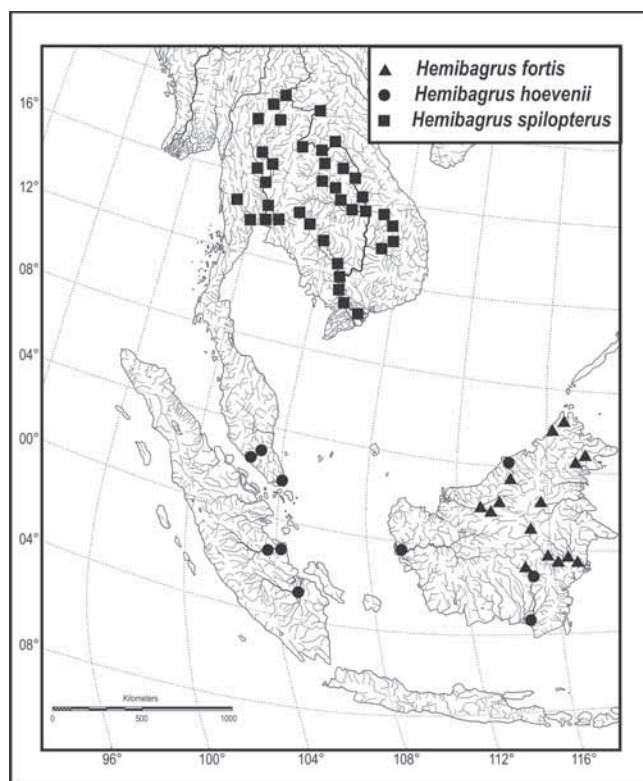 Hemibagrus fortis
Hemibagrus hoevenii
Hemibagrus spilopterus
16°
12°
08°
04°
00°
04°
08°
Kilometers
0 500 1000
96° 100° 104° 108° 112° 116°